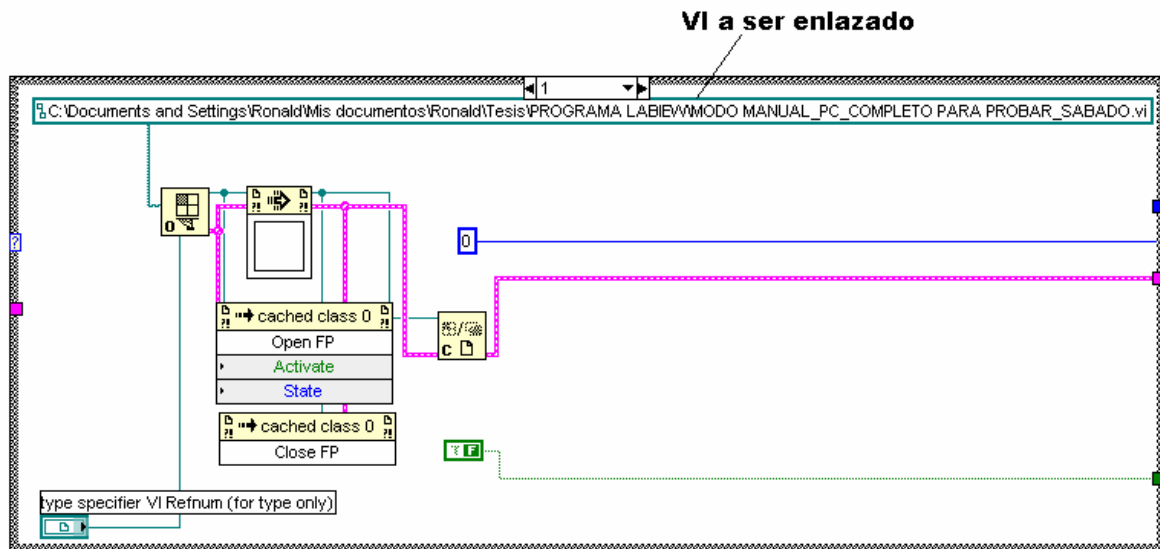 VI a ser enlazado
1
C:\Documents and Settings\Ronald\Mis documentos\Ronald\Tesis\PROGRAMA LABIEW\MODO MANUAL_PC_COMPLETO PARA PROBAR_SABADO.vi
?
O
0
cached class 0
Open FP
Activate
State
C
cached class 0
Close FP
F
type specifier VI Refnum (for type only)